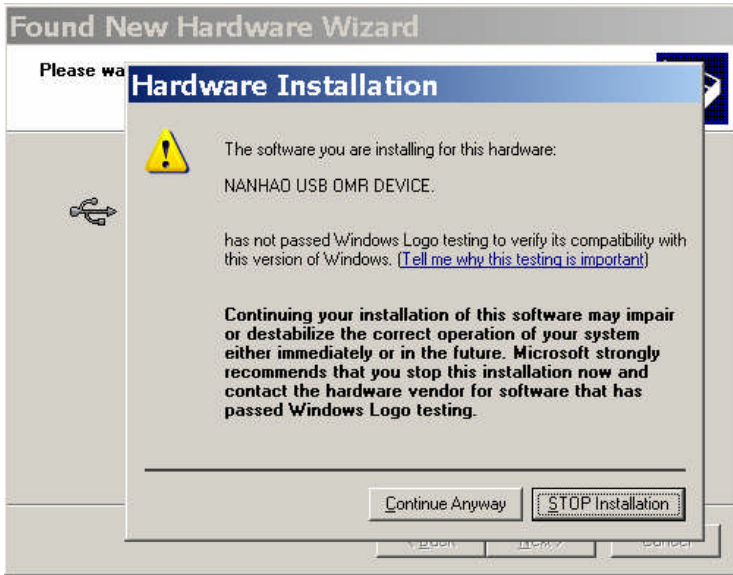 Found New Hardware Wizard
Please wa
Hardware Installation
The software you are installing for this hardware:
NANHAO USB OMR DEVICE.
has not passed Windows Logo testing to verify its compatibility with
this version of Windows. (Tell me why this testing is important)
Continuing your installation of this software may impair
or destabilize the correct operation of your system
either immediately or in the future. Microsoft strongly
recommends that you stop this installation now and
contact the hardware vendor for software that has
passed Windows Logo testing.
Continue Anyway STOP Installation